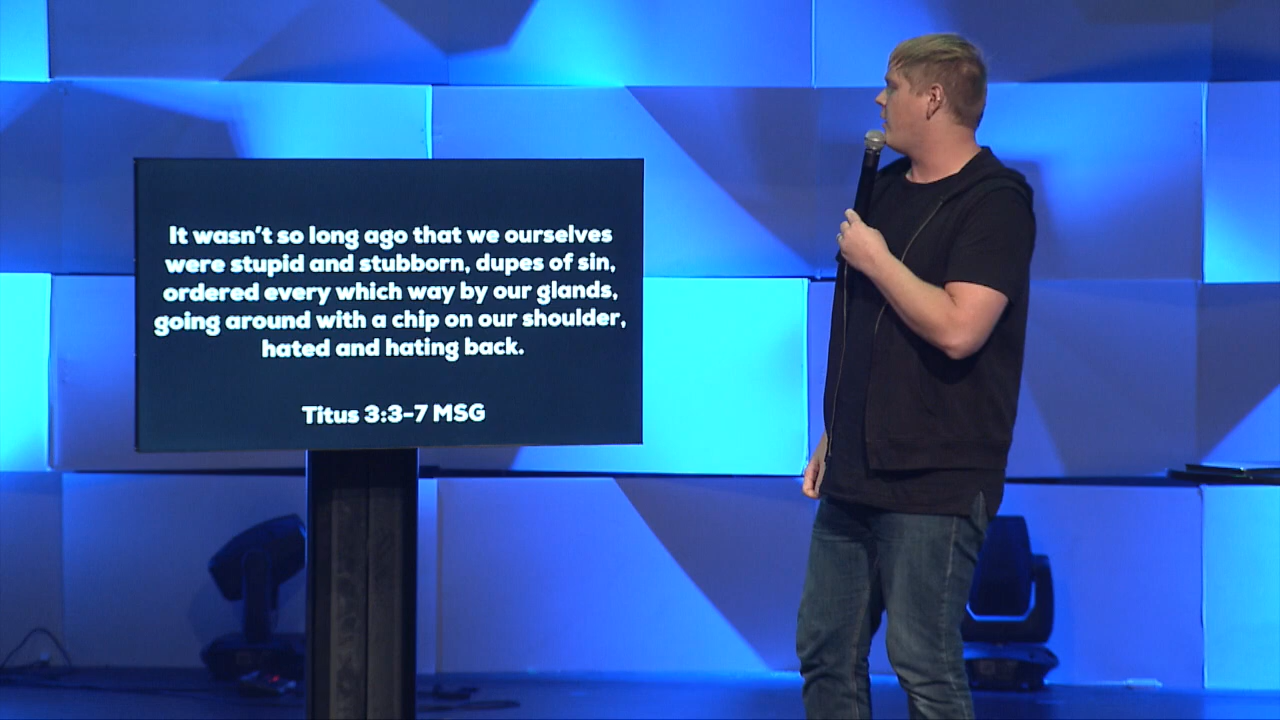 It wasn't so long ago that we ourselves
were stupid and stubborn, dupes of sin,
ordered every which way by our glands,
going around with a chip on our shoulder,
hated and hating back.
Titus 3:3-7 MSG